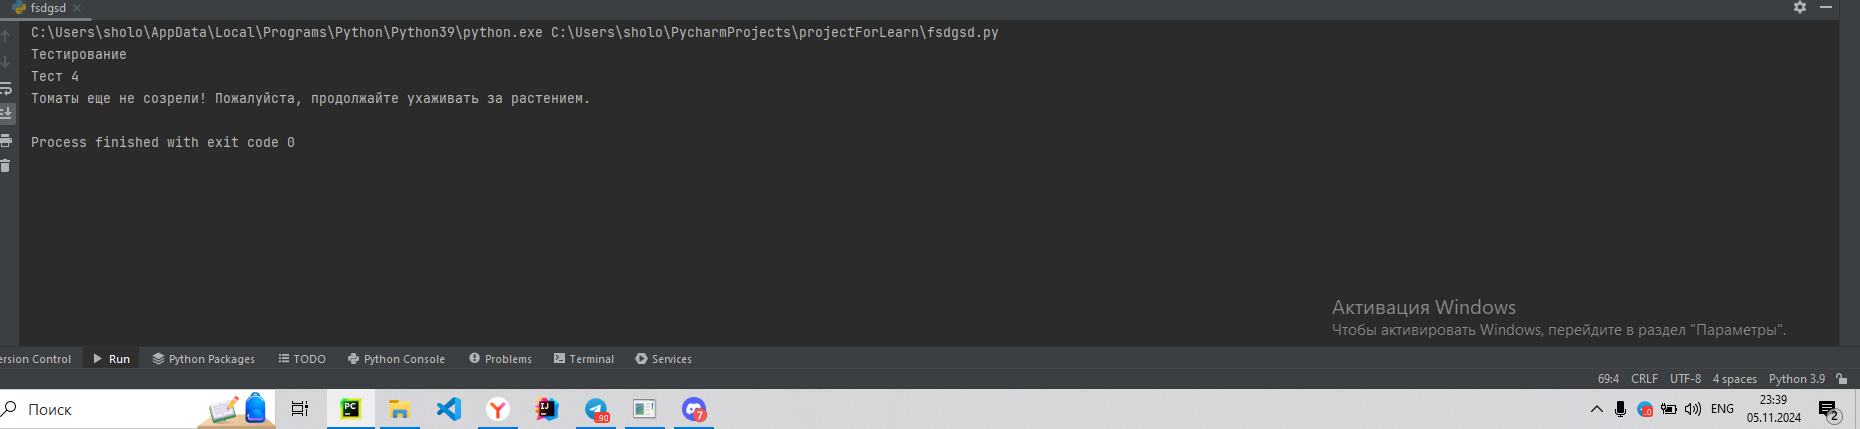 fsdgsd
C:\Users\sholo\AppData\Local\Programs\Python\Python39\python.exe C:\Users\sholo\PycharmProjects\projectForLearn\fsdgsd.py
Тестирование
Тест 4
Томаты еще не созрели! Пожалуйста, продолжайте ухаживать за растением.
Process finished with exit code 0
Активация Windows
Чтобы активировать Windows, перейдите в раздел "Параметры".
ersion Control Run Python Packages TODO Python Console Problems Terminal Services
69:4 CRLF UTF-8 4 spaces Python 3.9
Поиск PC IJ 90 7 ENG 23:39 2
05.11.2024